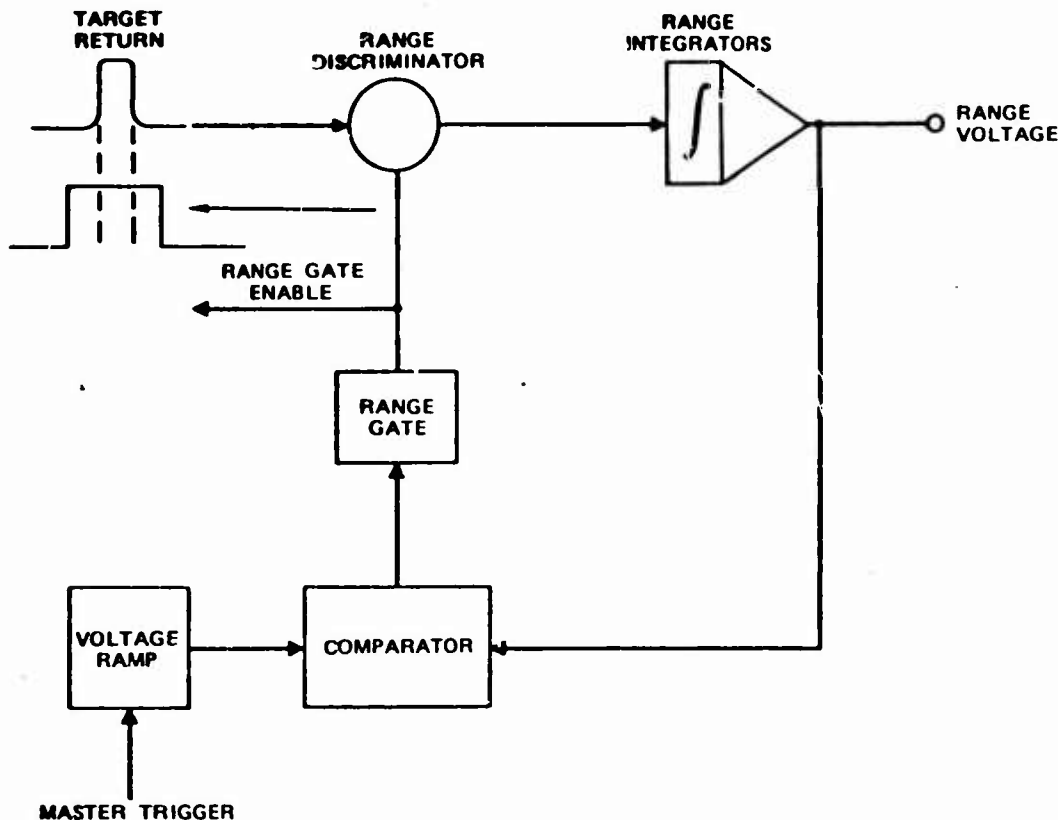 TARGET
RETURN
RANGE
DISCRIMINATOR
RANGE
INTEGRATORS
∫
RANGE
VOLTAGE
RANGE GATE
ENABLE
RANGE
GATE
VOLTAGE
RAMP
COMPARATOR
MASTER TRIGGER